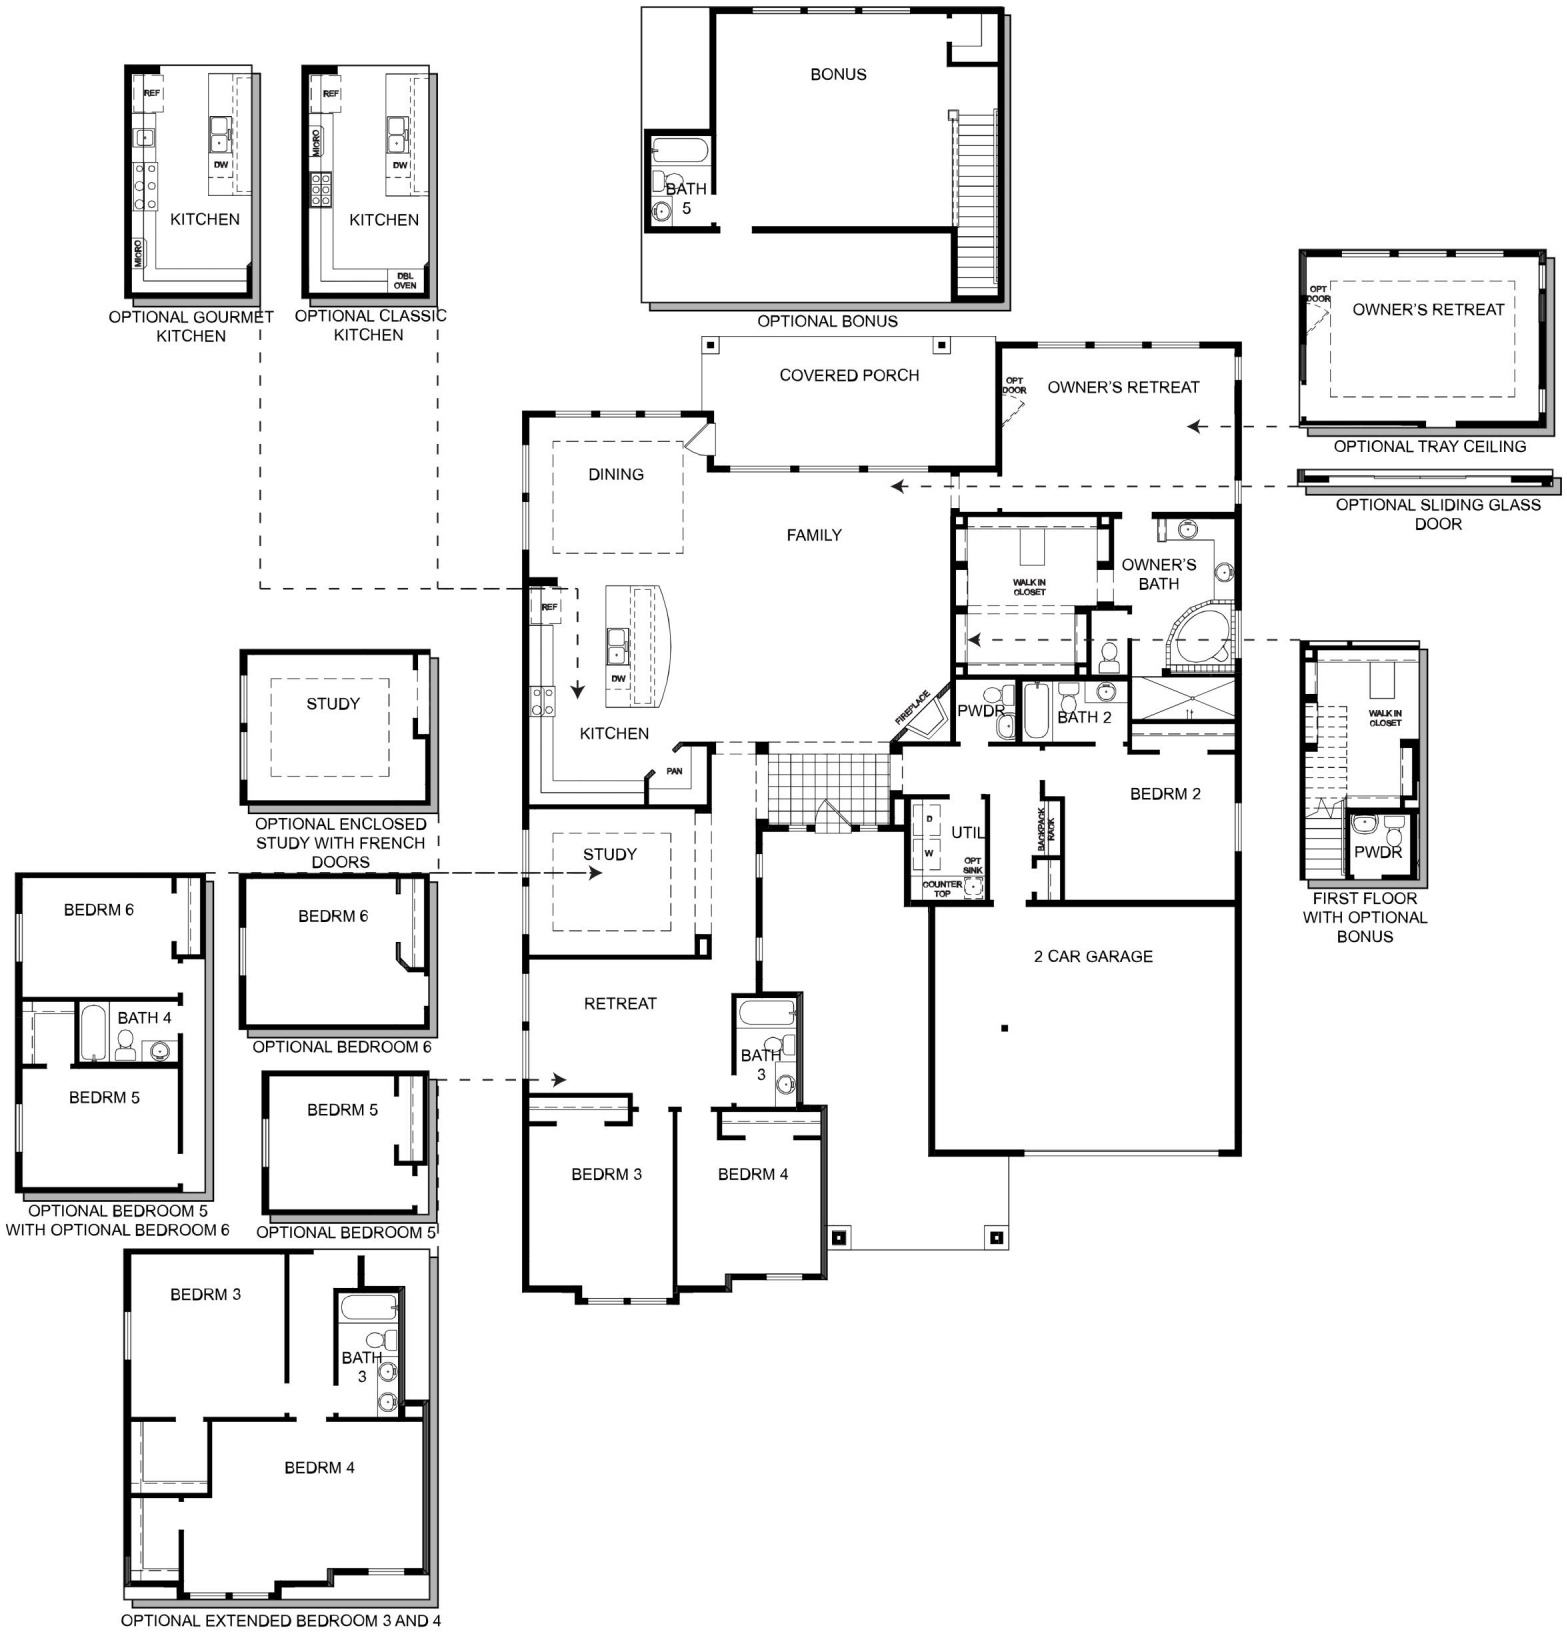 BONUS
BATH
5
OPTIONAL BONUS
REF
DW
KITCHEN
MICRO
OPTIONAL GOURMET
KITCHEN
REF
MICRO
DW
KITCHEN
DBL
OVEN
OPTIONAL CLASSIC
KITCHEN
OPT
DOOR
OWNER'S RETREAT
OPTIONAL TRAY CEILING
OPTIONAL SLIDING GLASS
DOOR
COVERED PORCH
OPT
DOOR
OWNER'S RETREAT
DINING
FAMILY
WALK IN
CLOSET
OWNER'S
BATH
REF
DW
KITCHEN
PAN
FIREPLACE
PWDR
BATH 2
BEDRM 2
D
W
UTIL
OPT
SINK
COUNTER
TOP
BACKPACK
RACK
STUDY
2 CAR GARAGE
RETREAT
BATH
3
BEDRM 3
BEDRM 4
WALK IN
CLOSET
PWDR
FIRST FLOOR
WITH OPTIONAL
BONUS
STUDY
OPTIONAL ENCLOSED
STUDY WITH FRENCH
DOORS
BEDRM 6
BATH 4
BEDRM 5
OPTIONAL BEDROOM 5
WITH OPTIONAL BEDROOM 6
BEDRM 6
OPTIONAL BEDROOM 6
BEDRM 5
OPTIONAL BEDROOM 5
BEDRM 3
BATH
3
BEDRM 4
OPTIONAL EXTENDED BEDROOM 3 AND 4